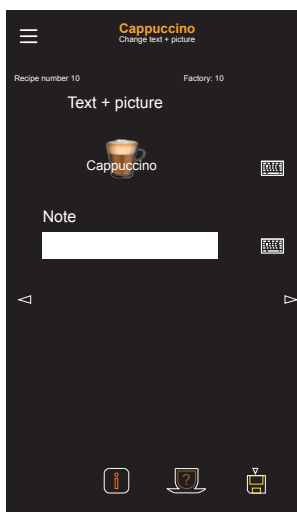 Cappuccino
Change text + picture
Recipe number 10 Factory: 10
Text + picture
Cappuccino
Note
i
?